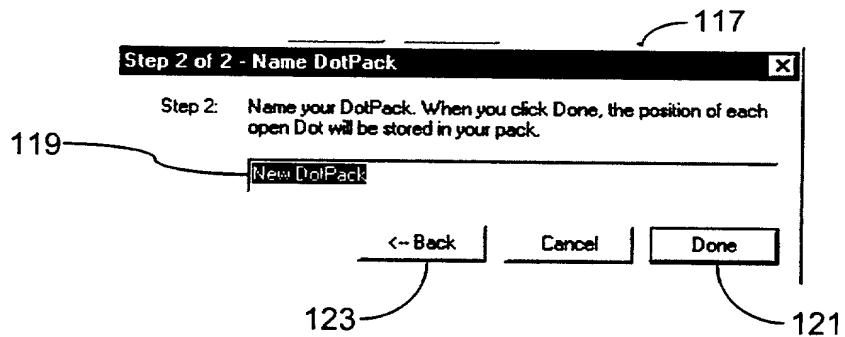 117
Step 2 of 2 - Name DotPack
Step 2: Name your DotPack. When you click Done, the position of each
open Dot will be stored in your pack.
119
New DotPack
<-- Back Cancel Done
123 121